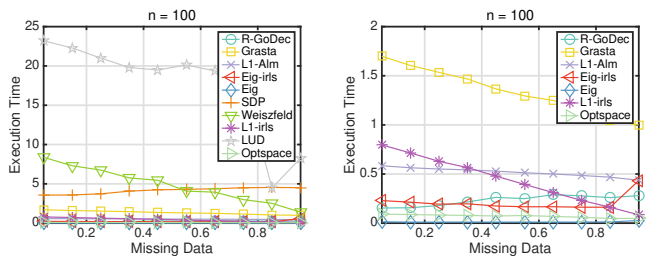 n = 100
Execution Time
25
20
15
10
5
0
0.2
0.4
0.6
0.8
Missing Data
R-GoDec
Grasta
L1-Alm
Eig-irls
Eig
SDP
Weiszfeld
L1-irls
LUD
Optspace
n = 100
Execution Time
2
1.5
1
0.5
0
0.2
0.4
0.6
0.8
Missing Data
R-GoDec
Grasta
L1-Alm
Eig-irls
Eig
L1-irls
Optspace